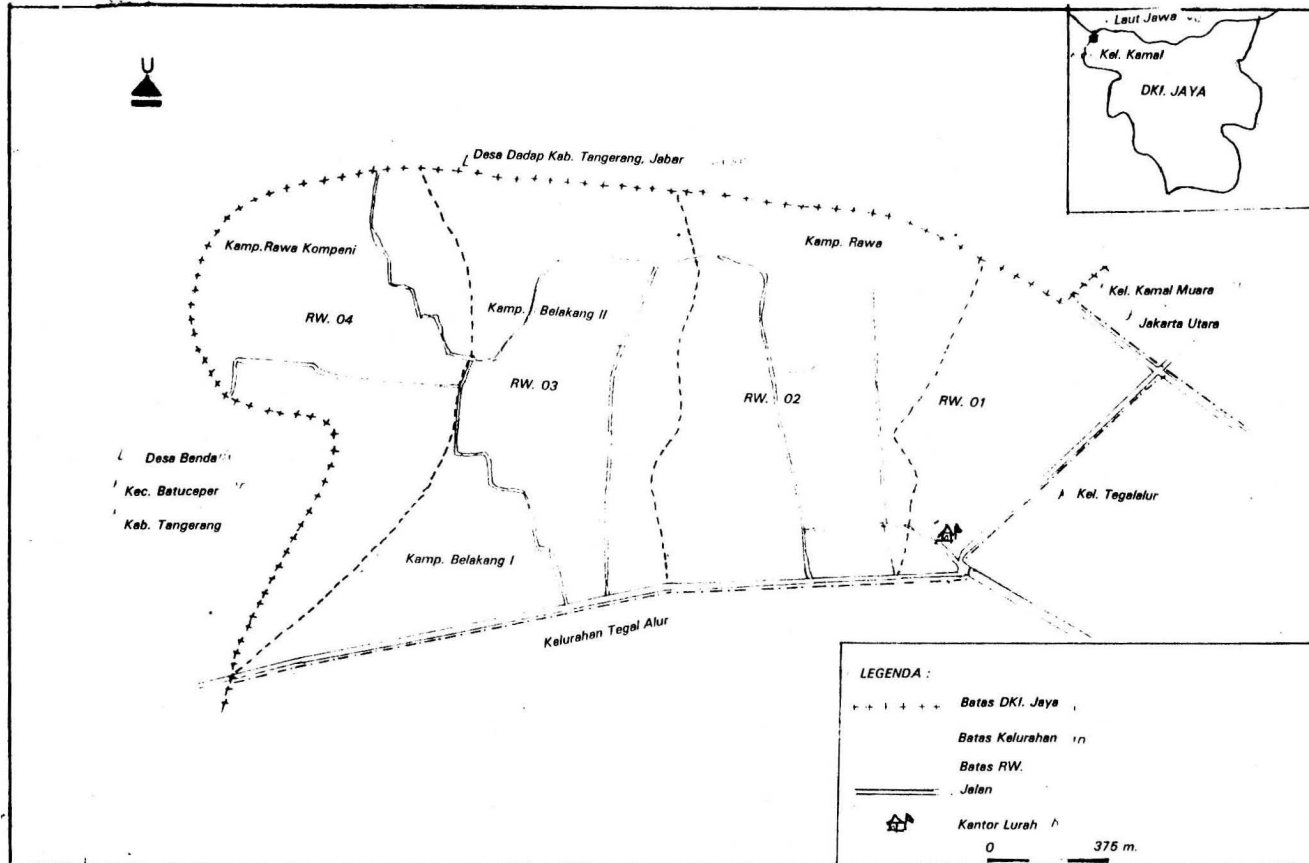 U
Laut Jawa
Kel. Kamal
DKI. JAYA
Desa Dadap Kab. Tangerang, Jabar
Kamp. Rawa Kompeni
Kamp. Rawa
Kel. Kamal Muara
Jakarta Utara
RW. 04
Kamp. Belakang II
RW. 03
RW. 02
RW. 01
Desa Benda
Kec. Batuceper
Kab. Tangerang
Kel. Tegalalur
Kamp. Belakang I
Kelurahan Tegal Alur
LEGENDA :
Batas DKI. Jaya
Batas Kelurahan
Batas RW.
Jalan
Kantor Lurah
0 375 m.